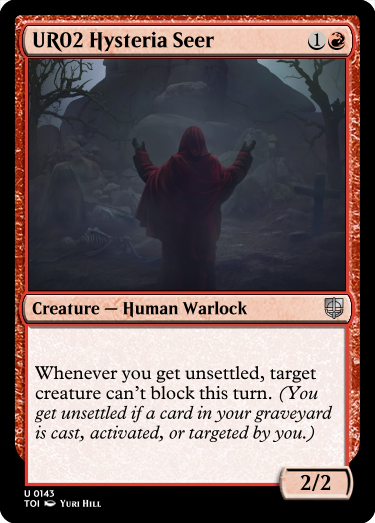 UR02 Hysteria Seer 1
Creature — Human Warlock
Whenever you get unsettled, target
creature can't block this turn. (You
get unsettled if a card in your graveyard
is cast, activated, or targeted by you.)
2/2
U 0143
TOI Yuri Hill